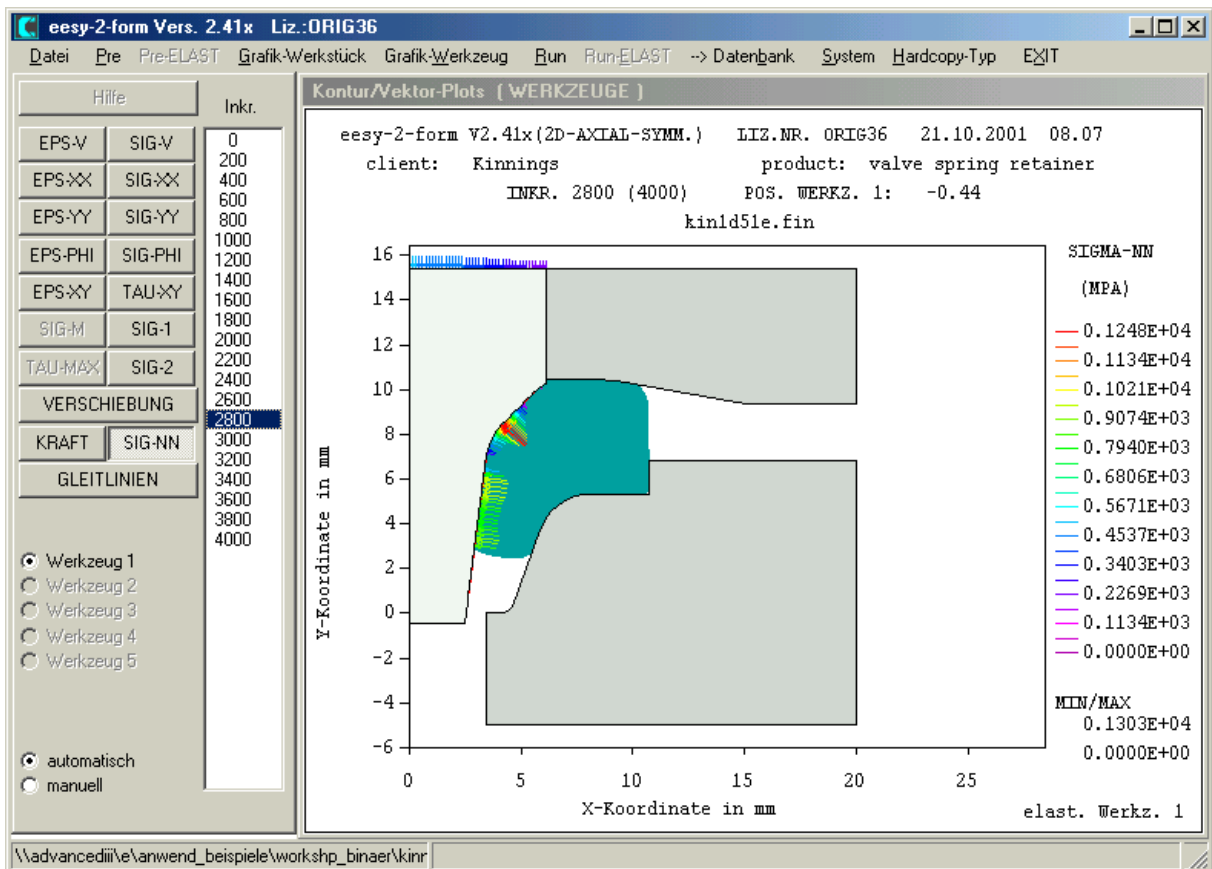 eesy-2-form Vers. 2.41x Liz.:ORIG36
Datei Pre Pre-ELAST Grafik-Werkstück Grafik-Werkzeug Run Run-ELAST --> Datenbank System Hardcopy-Typ EXIT
Hilfe
Inkr.
EPS-V SIG-V
EPS-XX SIG-XX
EPS-YY SIG-YY
EPS-PHI SIG-PHI
EPS-XY TAU-XY
SIG-M SIG-1
TAU-MAX SIG-2
VERSCHIEBUNG
KRAFT SIG-NN
GLEITLINIEN
0
200
400
600
800
1000
1200
1400
1600
1800
2000
2200
2400
2600
2800
3000
3200
3400
3600
3800
4000
Werkzeug 1
Werkzeug 2
Werkzeug 3
Werkzeug 4
Werkzeug 5
automatisch
manuell
Kontur/Vektor-Plots ( WERKZEUGE )
eesy-2-form V2.41x(2D-AXIAL-SYMM.) LIZ.NR. ORIG36 21.10.2001 08.07
client: Kinnings product: valve spring retainer
INKR. 2800 (4000) POS. WERKZ. 1: -0.44
kin1d51e.fin
16
14
12
10
8
6
4
2
0
-2
-4
-6
Y-Koordinate in mm
0 5 10 15 20 25
X-Koordinate in mm
SIGMA-NN
(MPA)
0.1248E+04
0.1134E+04
0.1021E+04
0.9074E+03
0.7940E+03
0.6806E+03
0.5671E+03
0.4537E+03
0.3403E+03
0.2269E+03
0.1134E+03
0.0000E+00
MIN/MAX
0.1303E+04
0.0000E+00
elast. Werkz. 1
\\advancediii\e\anwend_beispiele\workshp_binaer\kinr